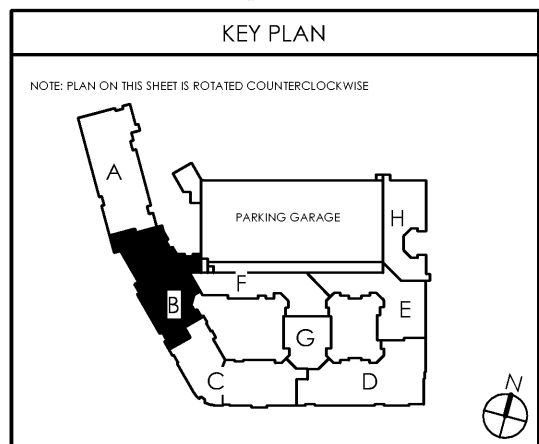 KEY PLAN
NOTE: PLAN ON THIS SHEET IS ROTATED COUNTERCLOCKWISE
A
PARKING GARAGE
H
F
B
E
G
C
D
N